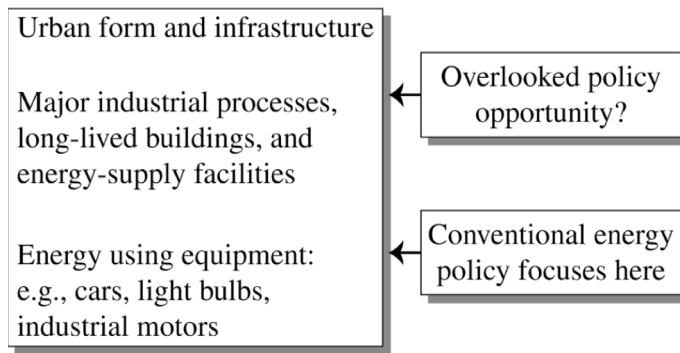 Urban form and infrastructure
Major industrial processes,
long-lived buildings, and
energy-supply facilities
Energy using equipment:
e.g., cars, light bulbs,
industrial motors
Overlooked policy
opportunity?
Conventional energy
policy focuses here